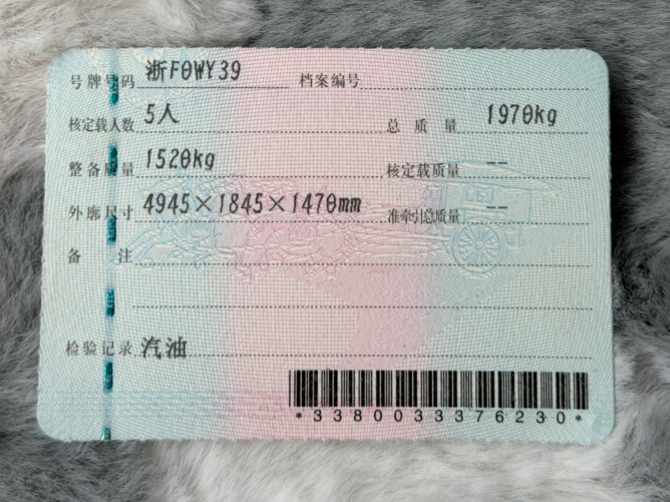 号牌号码 浙F0WY39 档案编号
核定载人数 5人 总质量 1970kg
整备质量 1520kg 核定载质量 --
外廓尺寸 4945×1845×1470mm 准牵引总质量 --
备注
检验记录 汽油
*3380033376230*